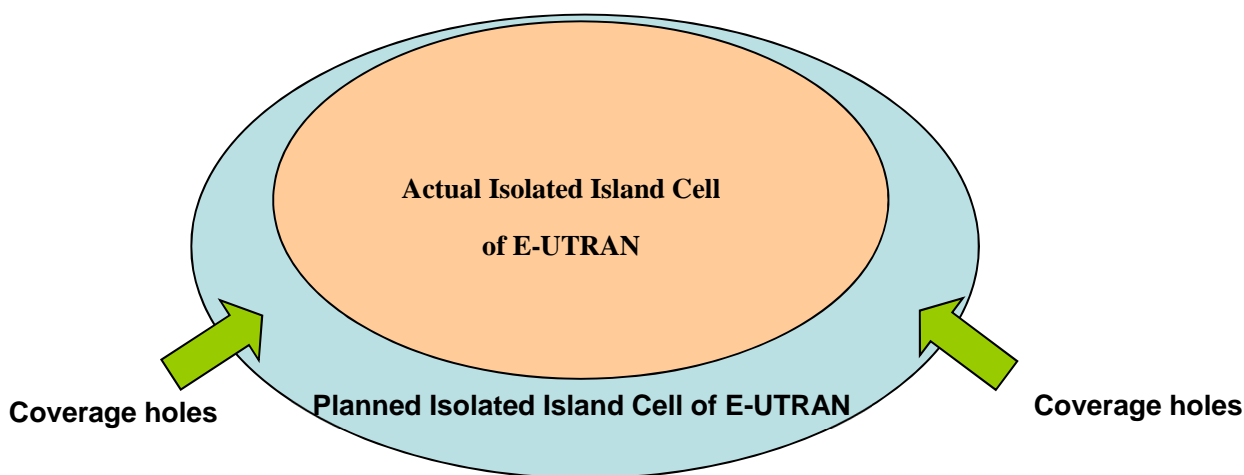 Actual Isolated Island Cell
of E-UTRAN
Coverage holes
Planned Isolated Island Cell of E-UTRAN
Coverage holes